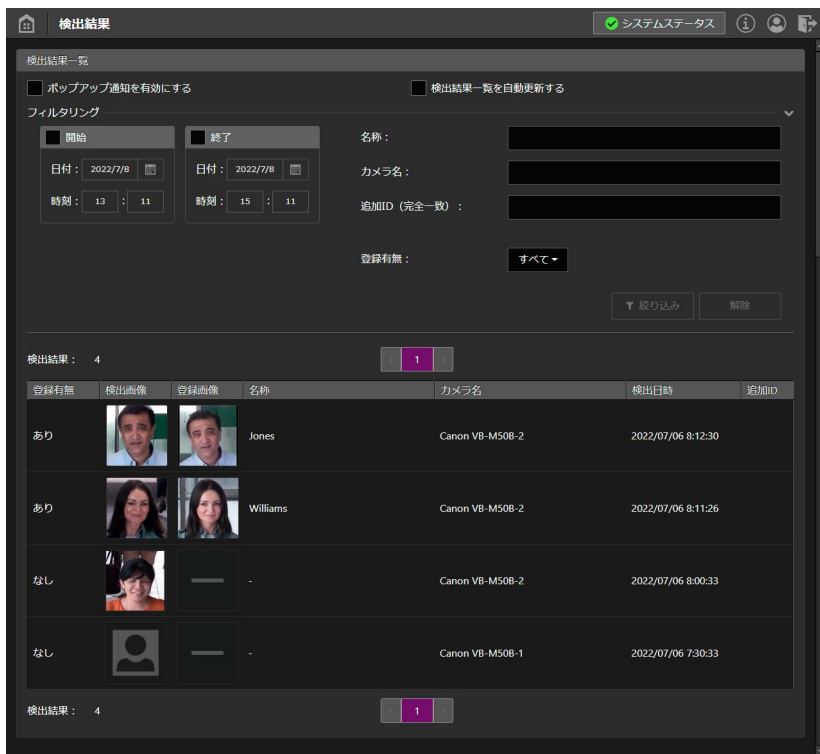 検出結果
システムステータス
検出結果一覧
ポップアップ通知を有効にする
検出結果一覧を自動更新する
フィルタリング
開始
終了
日付： 2022/7/8
日付： 2022/7/8
時刻： 13 : 11
時刻： 15 : 11
名称：
カメラ名：
追加ID（完全一致）：
登録有無：
すべて
絞り込み
解除
検出結果： 4
< 1 >
登録有無 検出画像 登録画像 名称 カメラ名 検出日時 追加ID
あり Jones Canon VB-M50B-2 2022/07/06 8:12:30
あり Williams Canon VB-M50B-2 2022/07/06 8:11:26
なし - Canon VB-M50B-2 2022/07/06 8:00:33
なし - Canon VB-M50B-1 2022/07/06 7:30:33
検出結果： 4
< 1 >